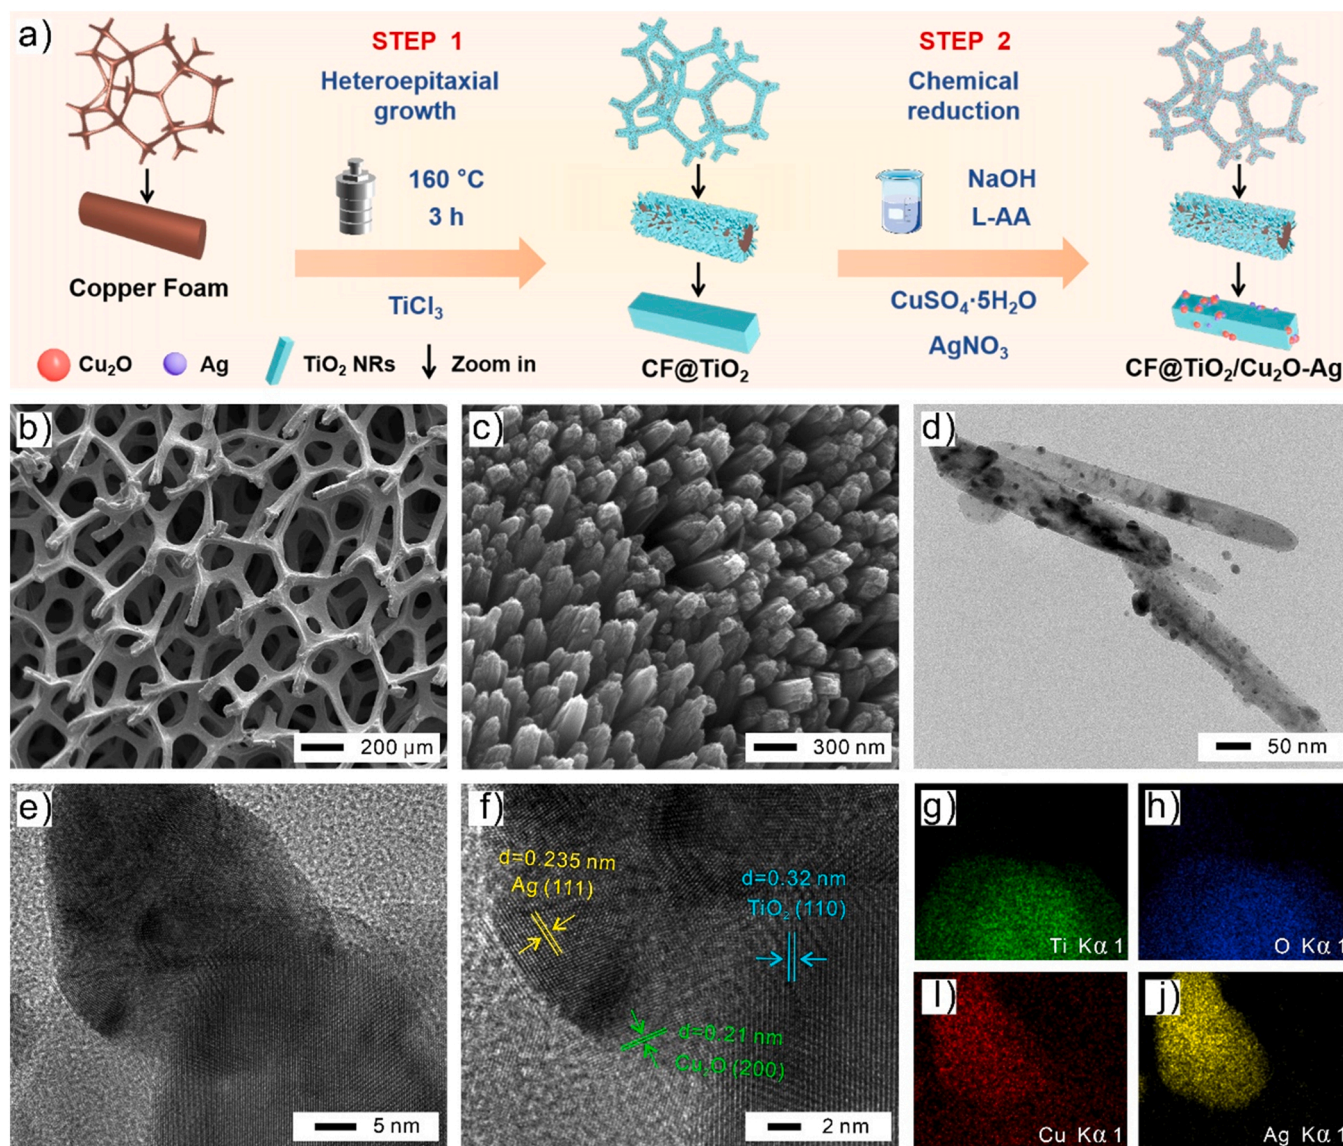 a)
STEP 1
Heteroepitaxial
growth
160 °C
3 h
TiCl₃
STEP 2
Chemical
reduction
NaOH
L-AA
CuSO₄·5H₂O
AgNO₃
Copper Foam
CF@TiO₂
CF@TiO₂/Cu₂O-Ag
Cu₂O
Ag
TiO₂ NRs
Zoom in
b)
200 μm
c)
300 nm
d)
50 nm
e)
5 nm
f)
d=0.235 nm
Ag (111)
d=0.32 nm
TiO₂ (110)
d=0.21 nm
Cu₂O (200)
2 nm
g)
Ti Kα 1
h)
O Kα 1
I)
Cu Kα 1
j)
Ag Kα 1